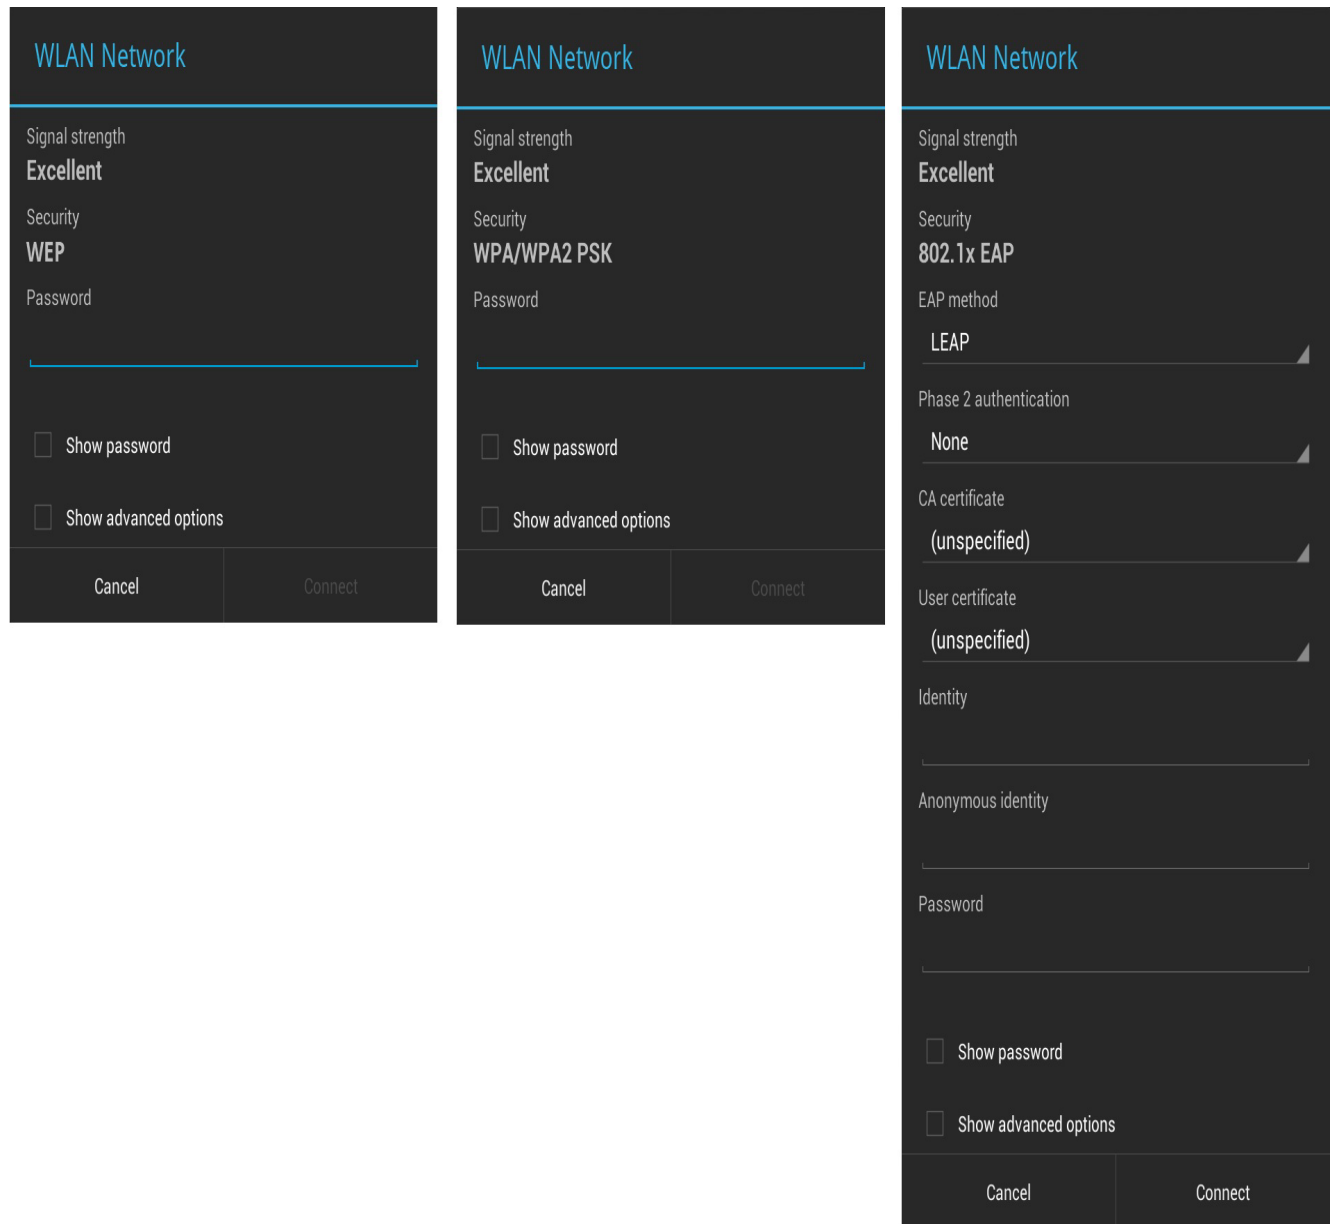 WLAN Network
Signal strength
Excellent
Security
WEP
Password
Show password
Show advanced options
Cancel
Connect
WLAN Network
Signal strength
Excellent
Security
WPA/WPA2 PSK
Password
Show password
Show advanced options
Cancel
Connect
WLAN Network
Signal strength
Excellent
Security
802.1x EAP
EAP method
LEAP
Phase 2 authentication
None
CA certificate
(unspecified)
User certificate
(unspecified)
Identity
Anonymous identity
Password
Show password
Show advanced options
Cancel
Connect